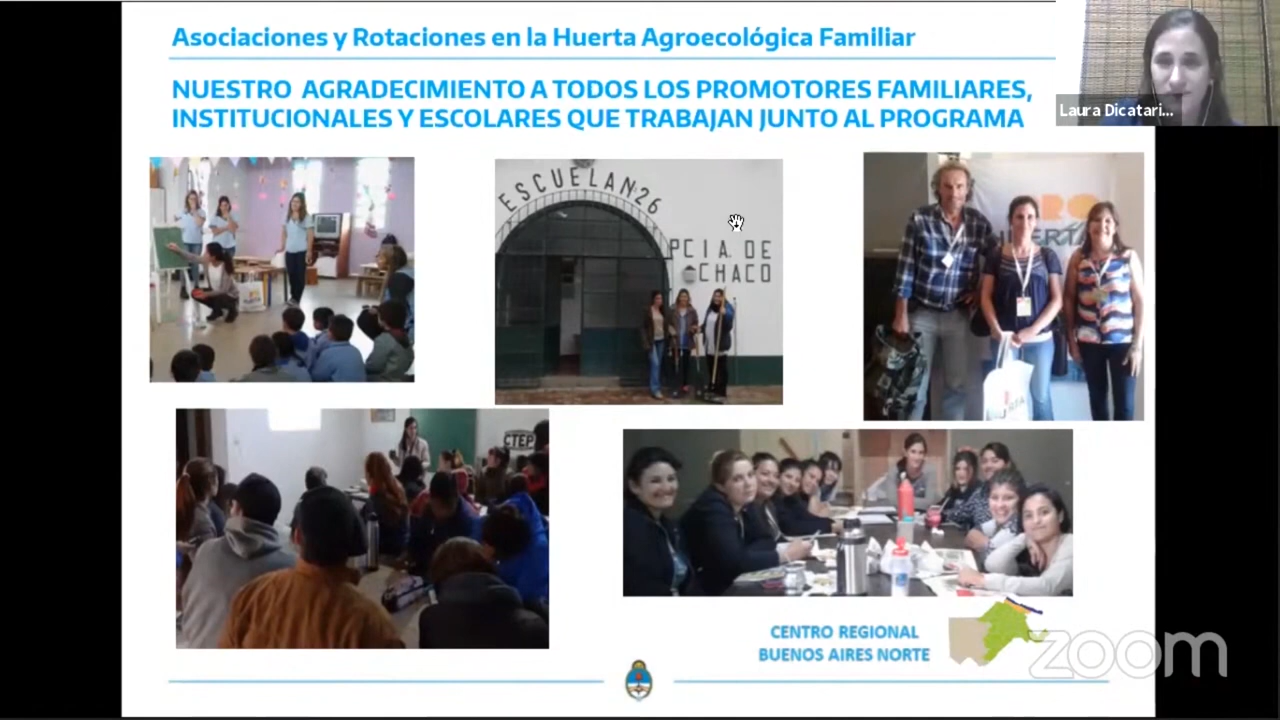 Asociaciones y Rotaciones en la Huerta Agroecológica Familiar
Laura Dicatari...
NUESTRO AGRADECIMIENTO A TODOS LOS PROMOTORES FAMILIARES,
INSTITUCIONALES Y ESCOLARES QUE TRABAJAN JUNTO AL PROGRAMA
ESCUELA N 26
PCIA. DE
CHACO
CTEP
CENTRO REGIONAL
BUENOS AIRES NORTE
zoom